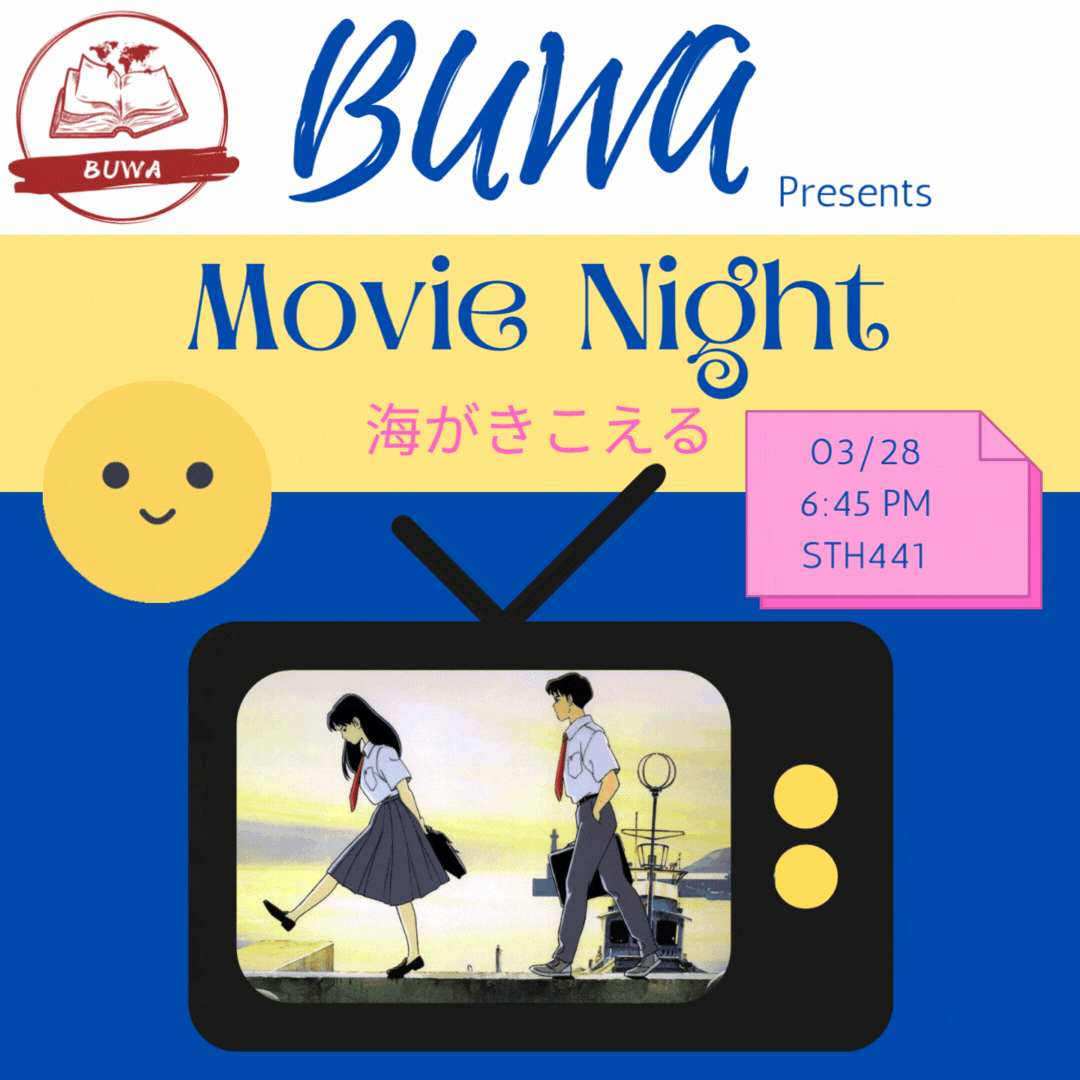 BUWA
BUWA
Presents
Movie Night
海がきこえる
03/28
6:45 PM
STH441